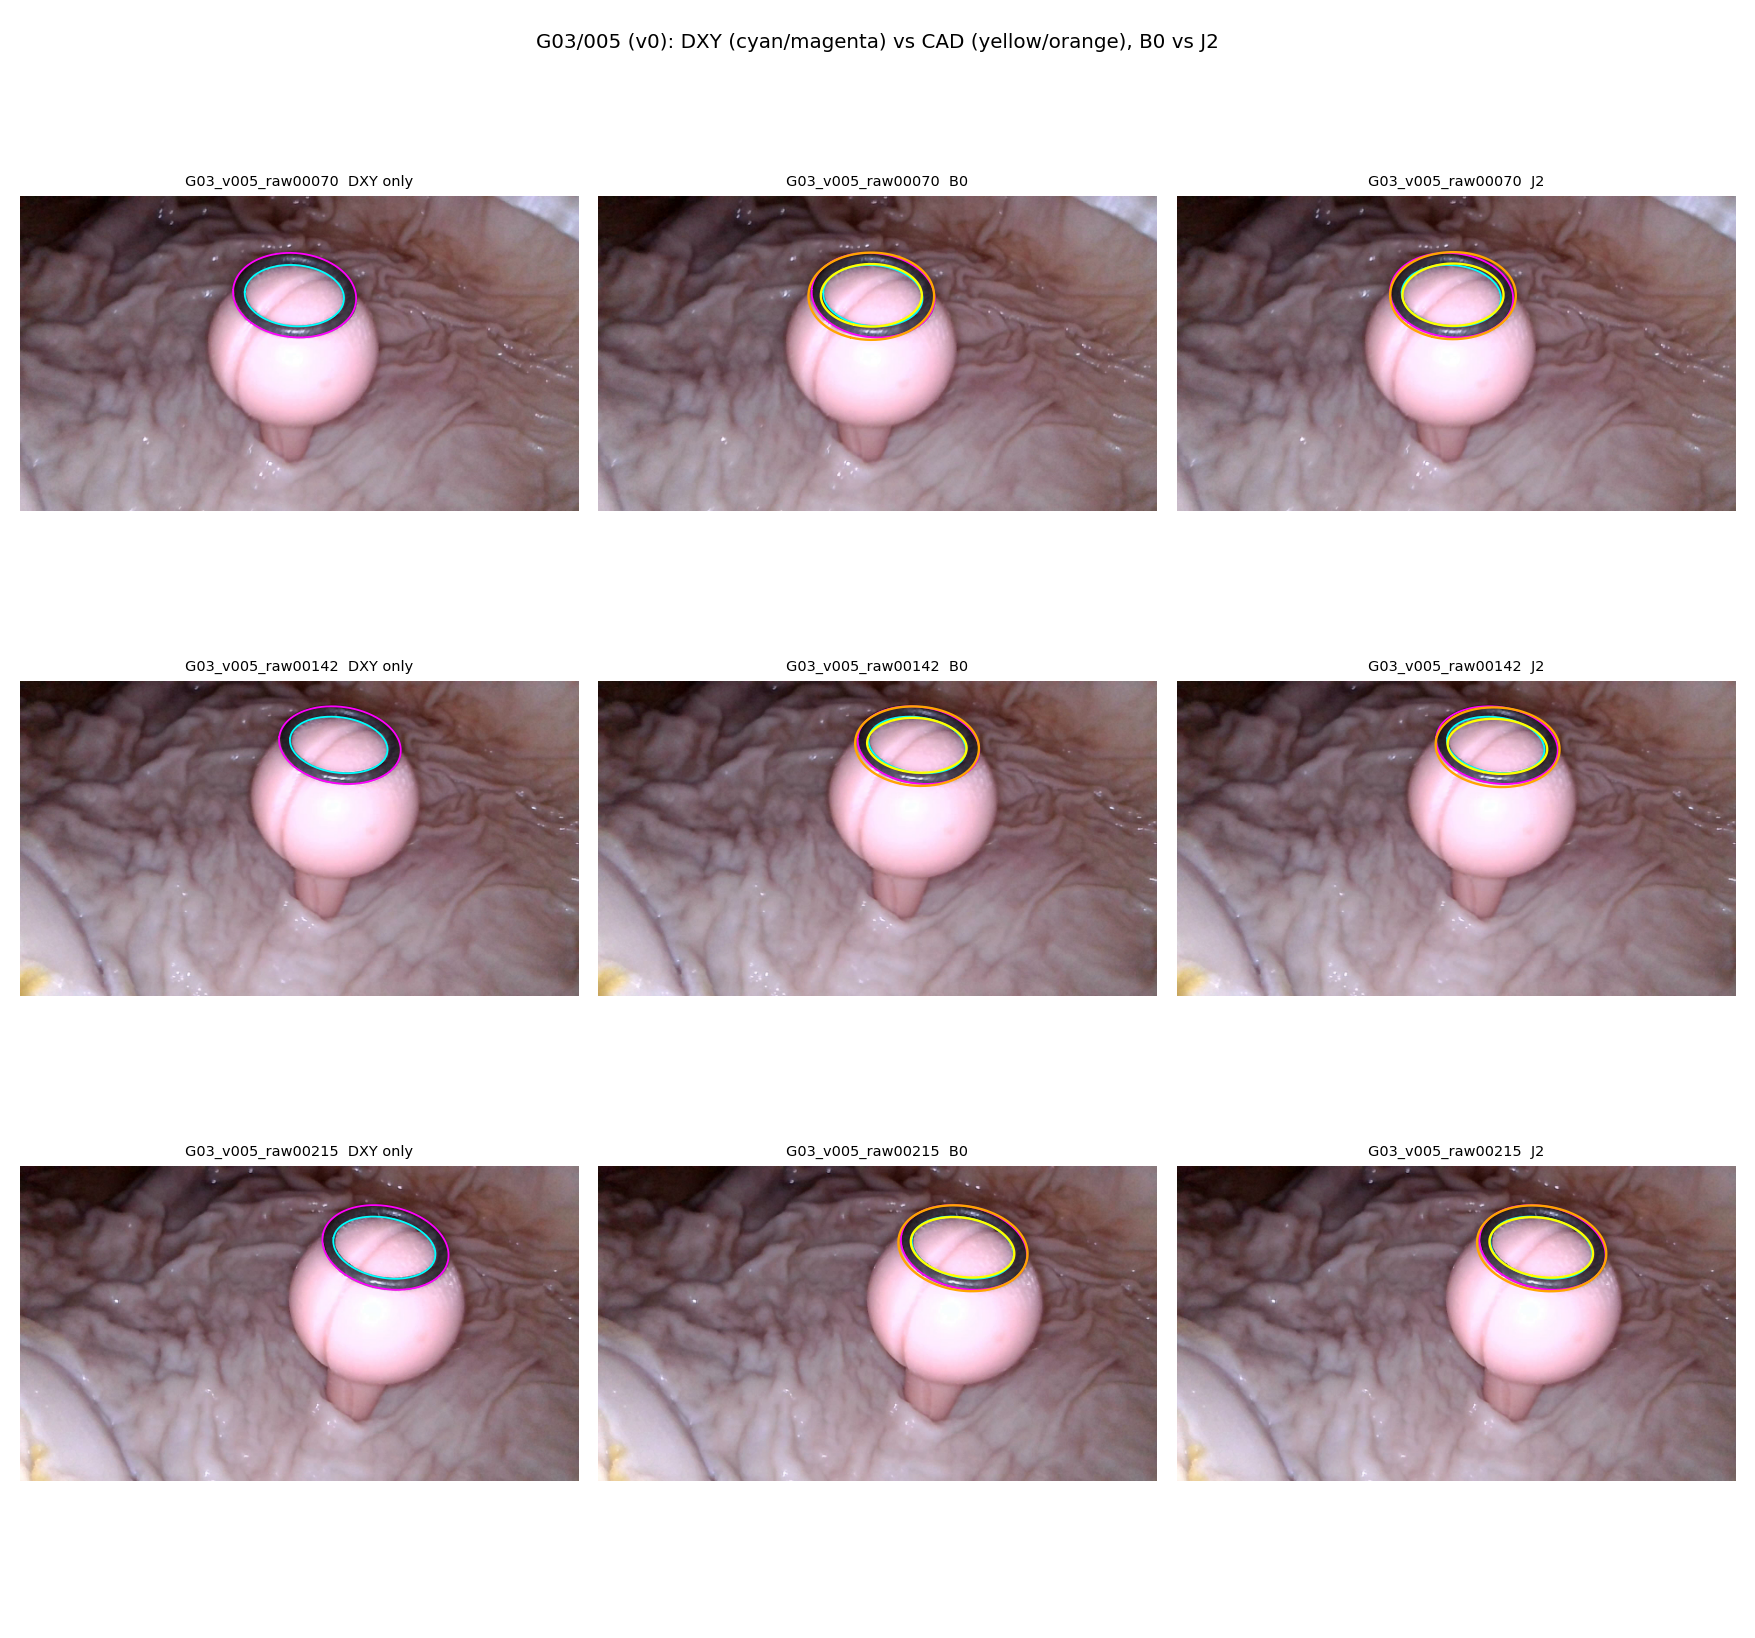 G03/005 (v0): DXY (cyan/magenta) vs CAD (yellow/orange), B0 vs J2
G03_v005_raw00070  DXY only
G03_v005_raw00070  B0
G03_v005_raw00070  J2
G03_v005_raw00142  DXY only
G03_v005_raw00142  B0
G03_v005_raw00142  J2
G03_v005_raw00215  DXY only
G03_v005_raw00215  B0
G03_v005_raw00215  J2